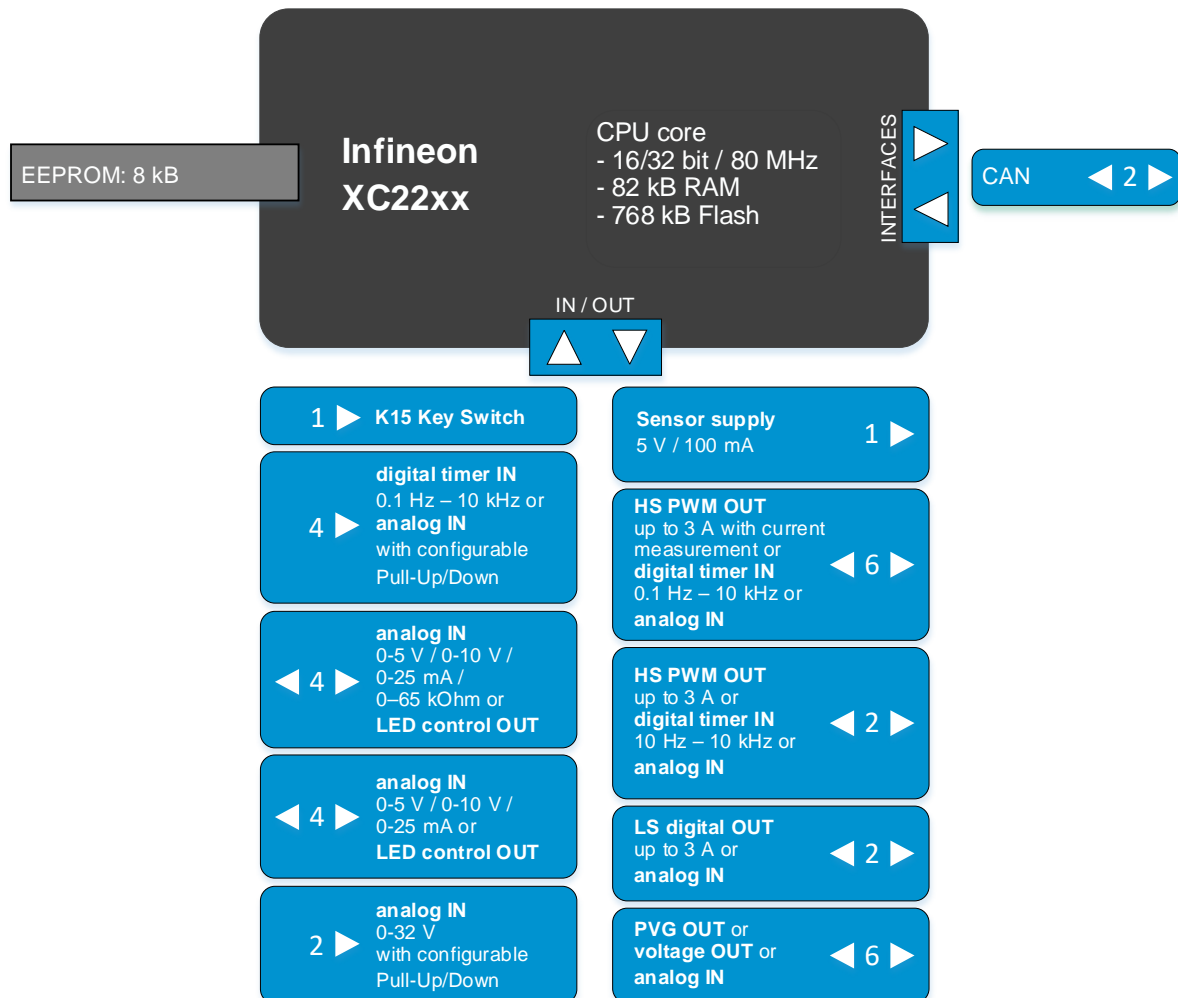 EEPROM: 8 kB
Infineon
XC22xx
CPU core
- 16/32 bit / 80 MHz
- 82 kB RAM
- 768 kB Flash
INTERFACES
CAN 2
IN / OUT
1 K15 Key Switch
4
digital timer IN
0.1 Hz – 10 kHz or
analog IN
with configurable
Pull-Up/Down
4
analog IN
0-5 V / 0-10 V /
0-25 mA /
0–65 kOhm or
LED control OUT
4
analog IN
0-5 V / 0-10 V /
0-25 mA or
LED control OUT
2
analog IN
0-32 V
with configurable
Pull-Up/Down
Sensor supply
5 V / 100 mA
1
HS PWM OUT
up to 3 A with current
measurement or
digital timer IN
0.1 Hz – 10 kHz or
analog IN
6
HS PWM OUT
up to 3 A or
digital timer IN
10 Hz – 10 kHz or
analog IN
2
LS digital OUT
up to 3 A or
analog IN
2
PVG OUT or
voltage OUT or
analog IN
6